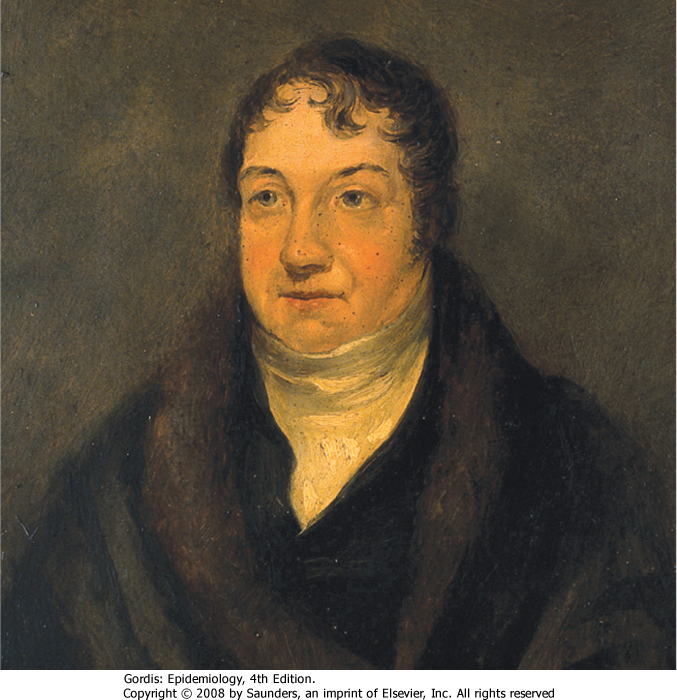 Gordis: Epidemiology, 4th Edition.
Copyright © 2008 by Saunders, an imprint of Elsevier, Inc. All rights reserved